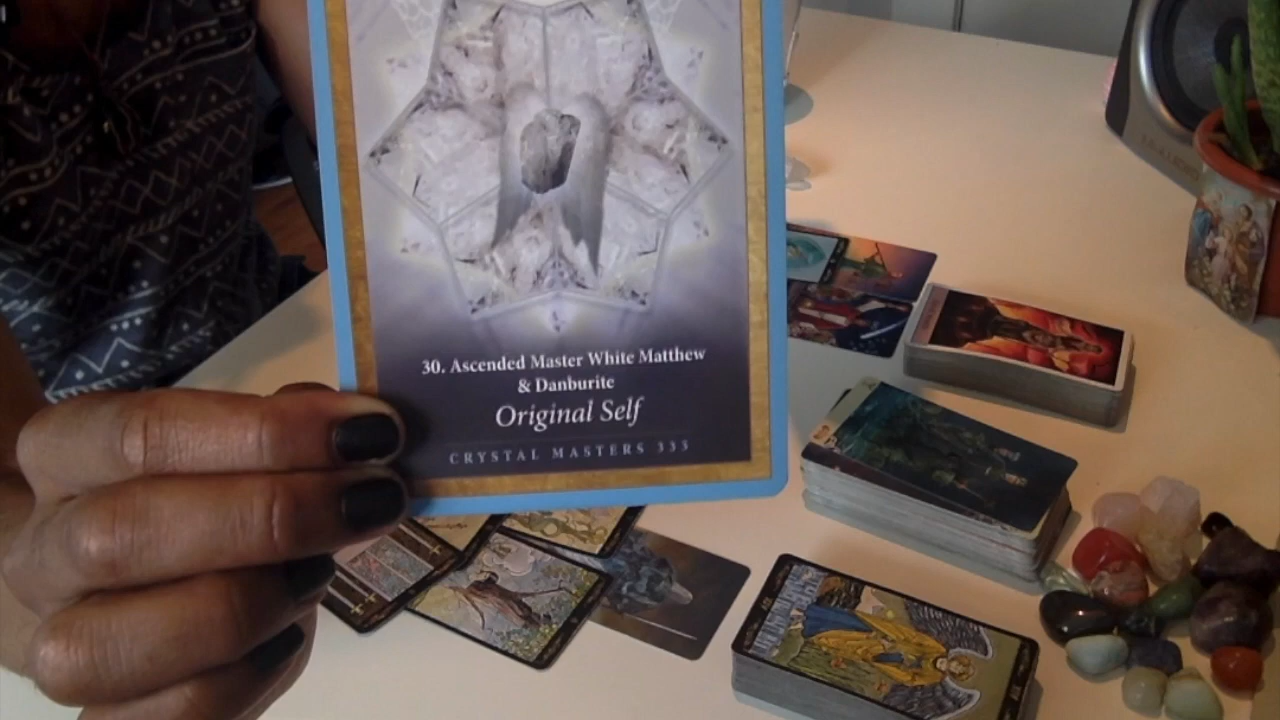 30. Ascended Master White Matthew
& Danburite
Original Self
CRYSTAL MASTERS 333